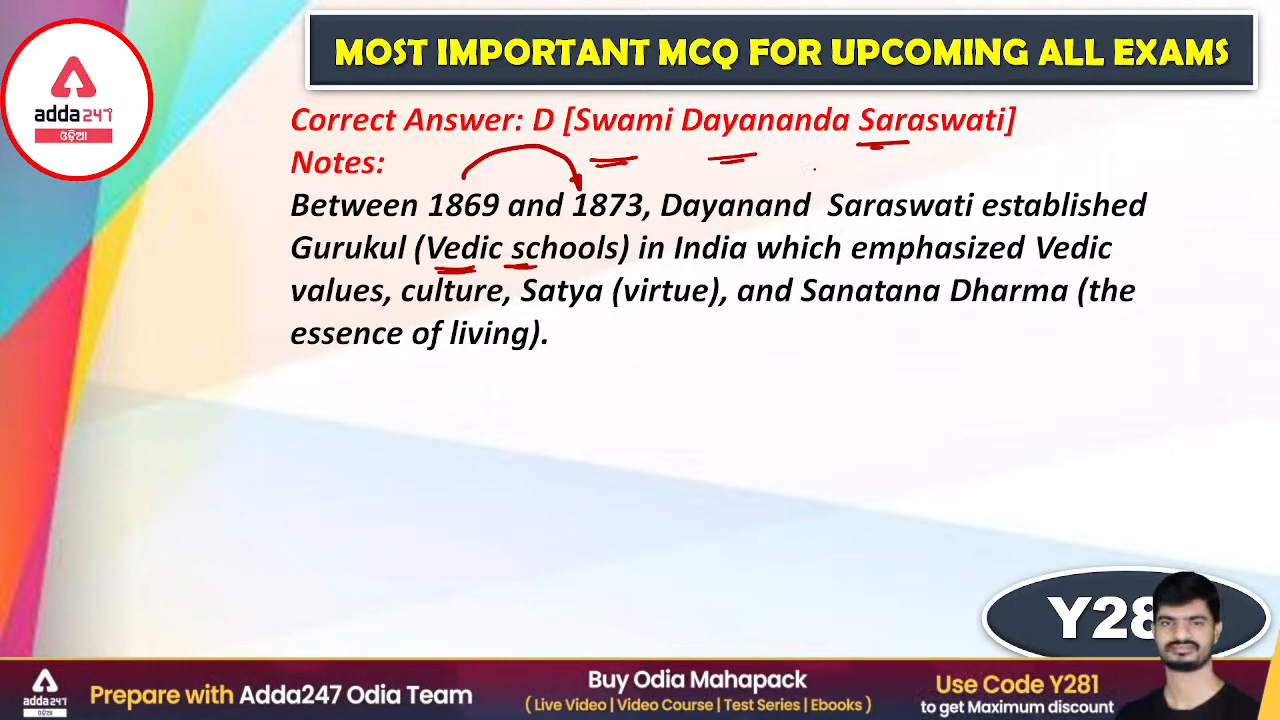 MOST IMPORTANT MCQ FOR UPCOMING ALL EXAMS
adda247
ଓଡ଼ିଆ
Correct Answer: D [Swami Dayananda Saraswati]
Notes:
Between 1869 and 1873, Dayanand Saraswati established
Gurukul (Vedic schools) in India which emphasized Vedic
values, culture, Satya (virtue), and Sanatana Dharma (the
essence of living).
Y28
adda247
ଓଡ଼ିଆ
Prepare with Adda247 Odia Team
Buy Odia Mahapack
( Live Video | Video Course | Test Series | Ebooks )
Use Code Y281
to get Maximum discount